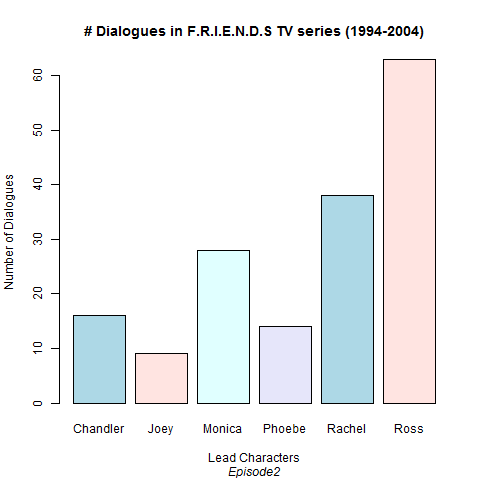 # Dialogues in F.R.I.E.N.D.S TV series (1994-2004)
Number of Dialogues
60
50
40
30
20
10
0
Chandler Joey Monica Phoebe Rachel Ross
Lead Characters
Episode2